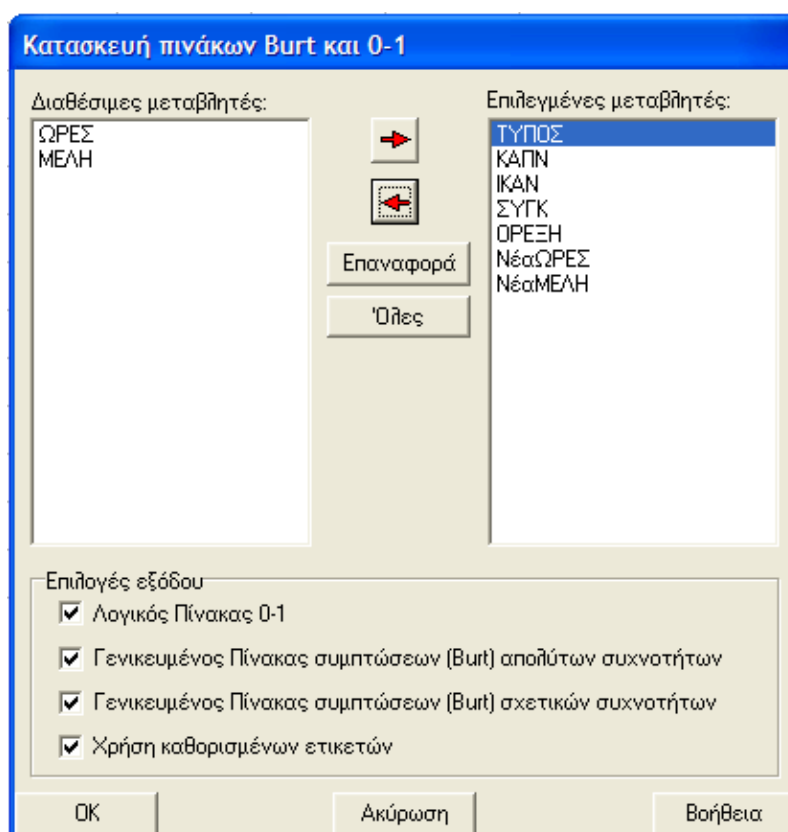 Κατασκευή πινάκων Burt και 0-1
Διαθέσιμες μεταβλητές:
ΩΡΕΣ
ΜΕΛΗ
Επαναφορά
Όλες
Επιλεγμένες μεταβλητές:
ΤΥΠΟΣ
ΚΑΠΝ
ΙΚΑΝ
ΣΥΓΚ
ΟΡΕΞΗ
ΝέαΩΡΕΣ
ΝέαΜΕΛΗ
Επιλογές εξόδου
Λογικός Πίνακας 0-1
Γενικευμένος Πίνακας συμπτώσεων (Burt) απολύτων συχνοτήτων
Γενικευμένος Πίνακας συμπτώσεων (Burt) σχετικών συχνοτήτων
Χρήση καθορισμένων ετικετών
OK
Ακύρωση
Βοήθεια